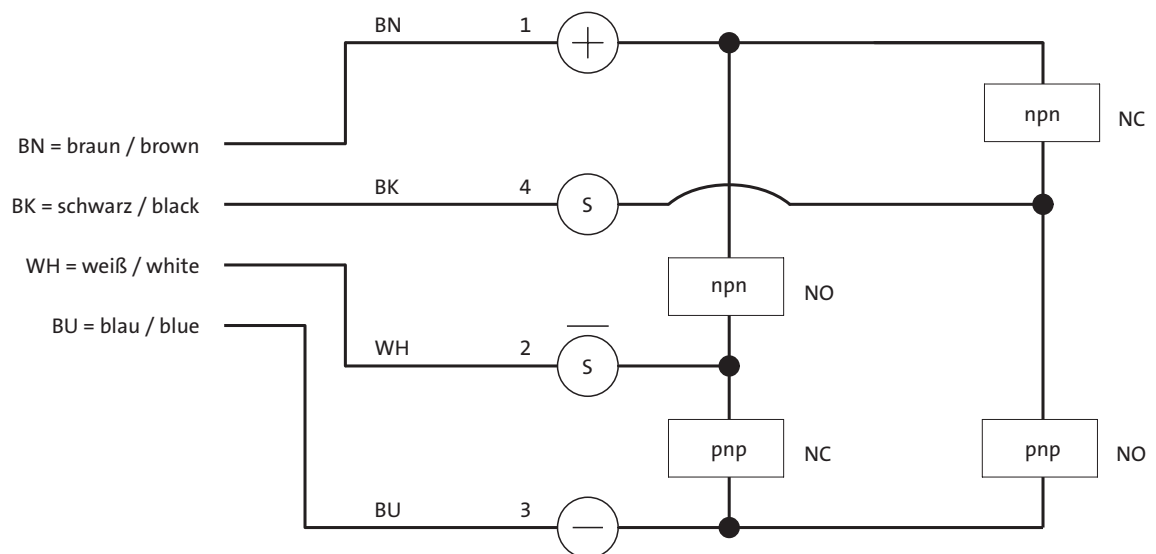 BN 1 +
npn NC
BN = braun / brown
BK 4 S
BK = schwarz / black
WH = weiß / white
npn NO
BU = blau / blue
WH 2 S̅
pnp NC
pnp NO
BU 3 —